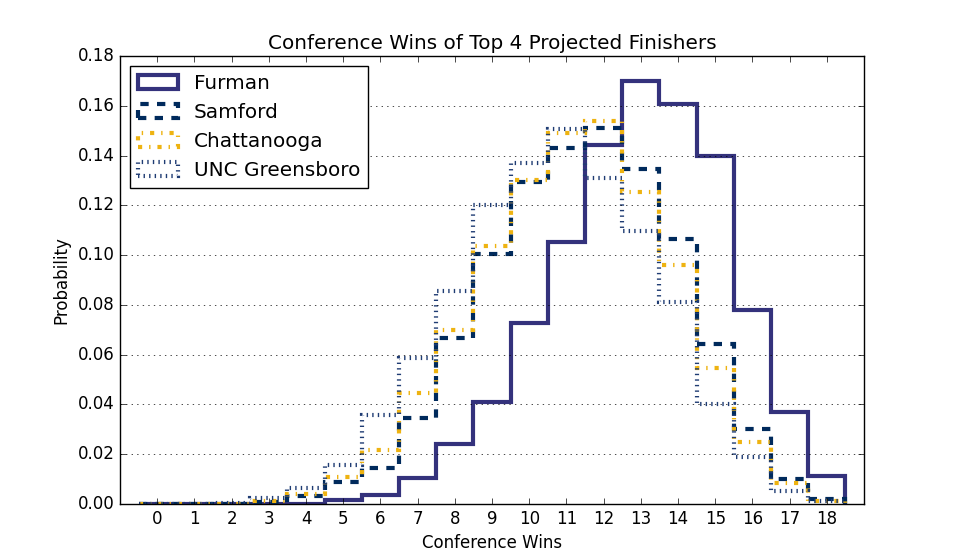 Conference Wins of Top 4 Projected Finishers
0.18
0.16
0.14
0.12
0.10
0.08
0.06
0.04
0.02
0.00
Probability
Furman
Samford
Chattanooga
UNC Greensboro
0 1 2 3 4 5 6 7 8 9 10 11 12 13 14 15 16 17 18
Conference Wins